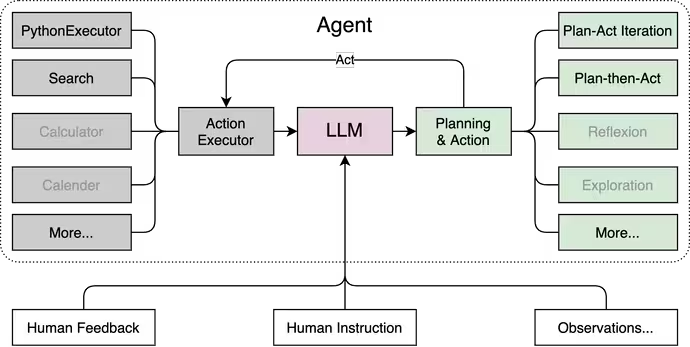 Agent
PythonExecutor
Search
Calculator
Calender
More...
Act
Action
Executor
LLM
Planning
& Action
Plan-Act Iteration
Plan-then-Act
Reflexion
Exploration
More...
Human Feedback
Human Instruction
Observations...